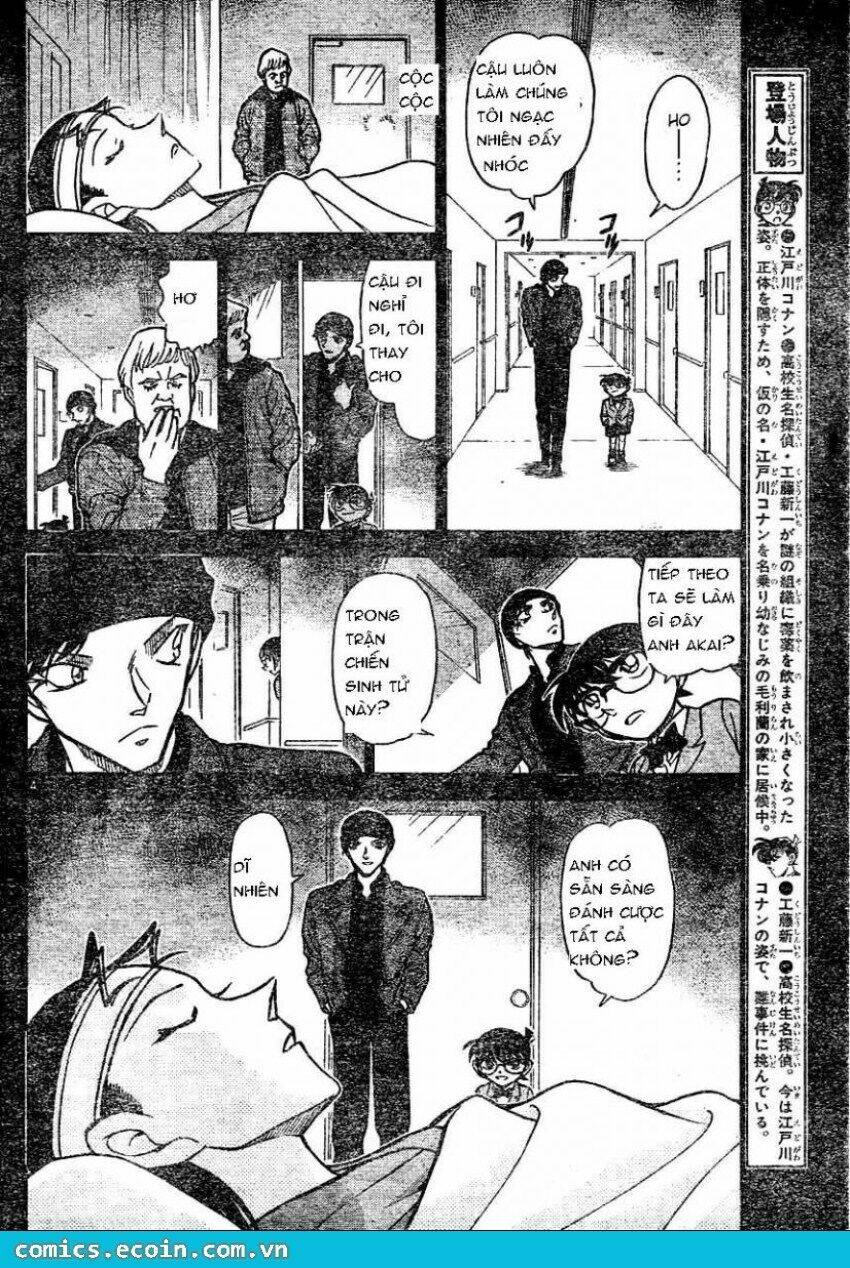 登場人物
江戸川コナン 高校生名探偵・工藤新一が謎の組織に毒薬を飲まされ小さくなった
姿。正体を隠すため、仮の名・江戸川コナンを名乗り幼なじみの毛利蘭の家に居候中。
工藤新一 高校生名探偵。今は江戸川
コナンの姿で、難事件に挑んでいる。
HO
CẬU LUÔN
LÀM CHÚNG
TÔI NGẠC
NHIÊN ĐẤY
NHÓC
コッ
コッ
CỘC
CỘC
CẬU ĐI
NGHỈ
ĐI, TÔI
THAY
CHO
HƠ
TIẾP THEO
TA SẼ LÀM
GÌ ĐÂY
ANH AKAI?
TRONG
TRẬN
CHIẾN
SINH TỬ
NÀY?
ANH CÓ
SẴN SÀNG
ĐÁNH CƯỢC
TẤT CẢ
KHÔNG?
DĨ
NHIÊN
comics.ecoin.com.vn